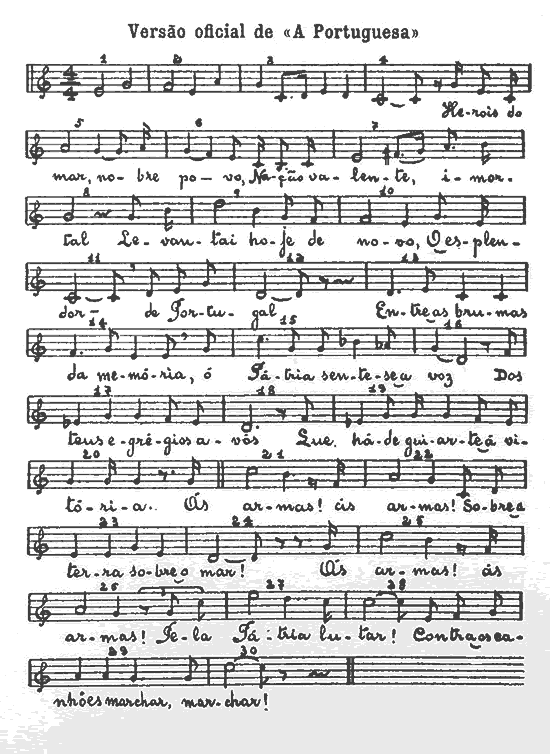 Versão oficial de «A Portuguesa»
1 2 3 4
He-rois do
5 6 7
mar, no-bre po-vo, Na-ção va-len-te, i-mor-
8 9 10
tal Le-van-tai ho-je de no-vo, O es-plen-
11 12 13
dor- de Por-tu-gal En-tre as brumas
14 15 16
da me-mó-ria, ó Pá-tria sen-te-se a voz Dos
17 18 19
teus e-gré-gios a-vós Que há-de gui-ar-te á vi-
20 21 22
tó-ri-a.. Ás ar-mas! ás ar-mas! So-bre a
23 24 25
ter-ra so-bre o mar! Ás ar-mas! ás
26 3 27 28
ar-mas! Pe-la Pá-tria lu-tar! Contra os ca-
29 30
nhões marchar, mar-char!